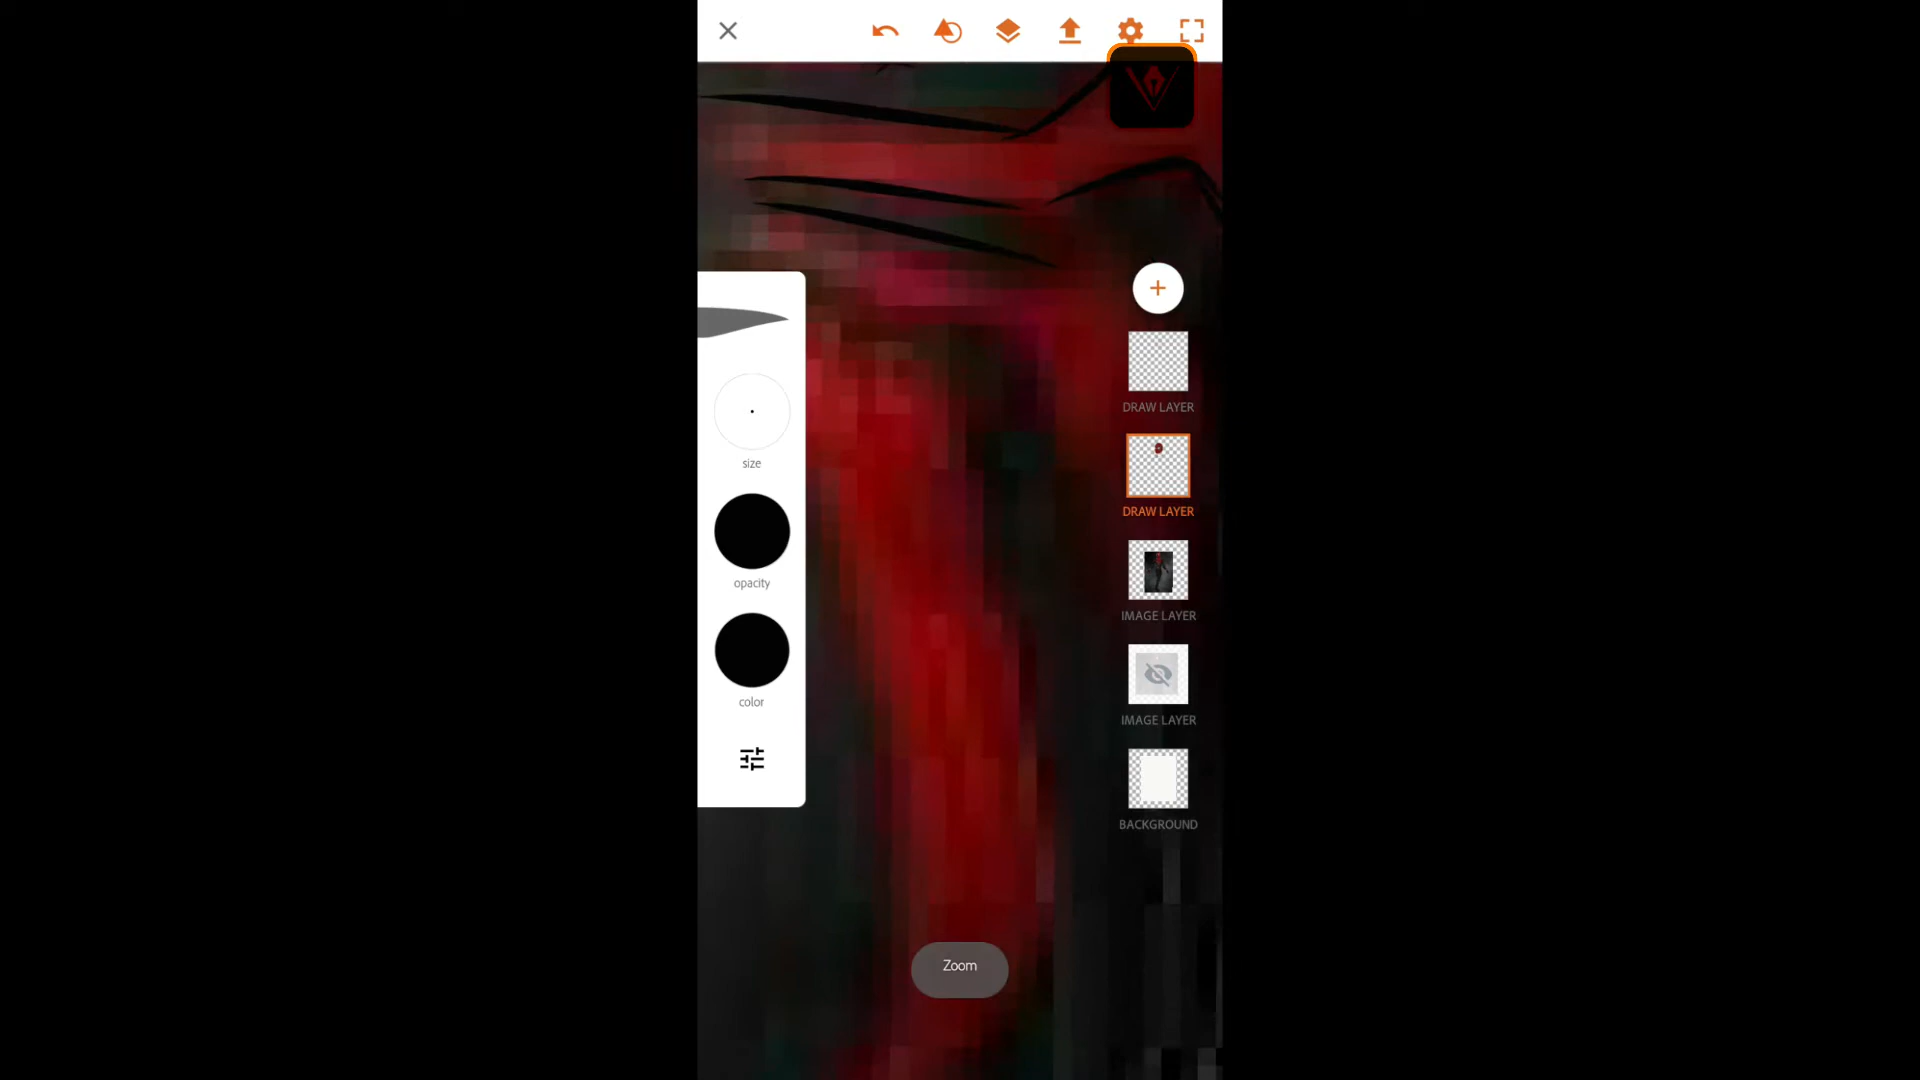 size
opacity
color
DRAW LAYER
DRAW LAYER
IMAGE LAYER
IMAGE LAYER
BACKGROUND
Zoom